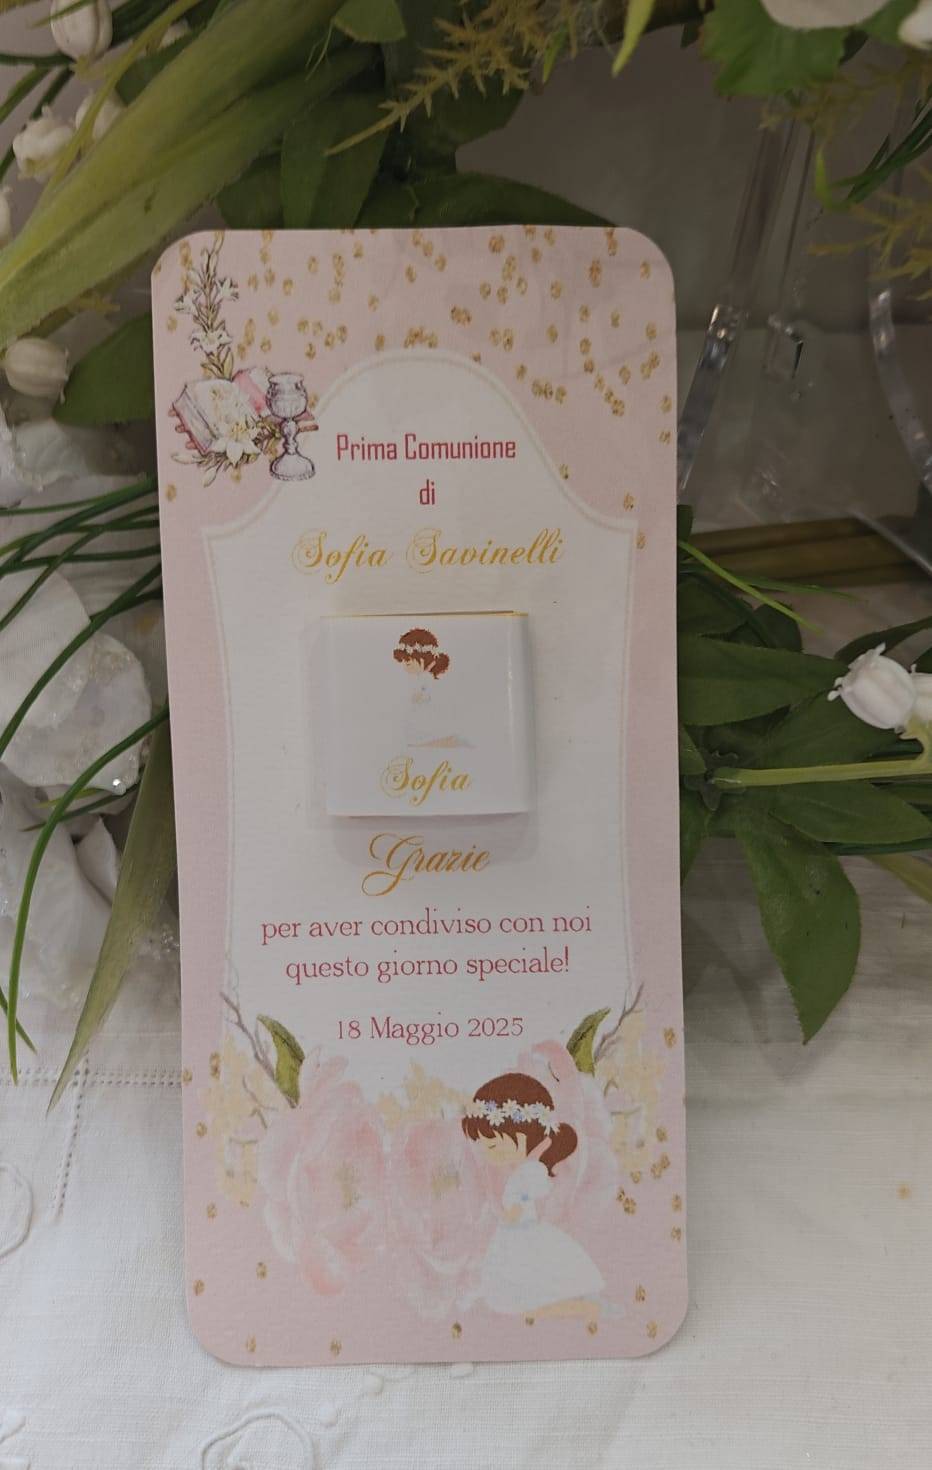 Prima Comunione
di
Sofia Savinelli
Sofia
Grazie
per aver condiviso con noi
questo giorno speciale!
18 Maggio 2025